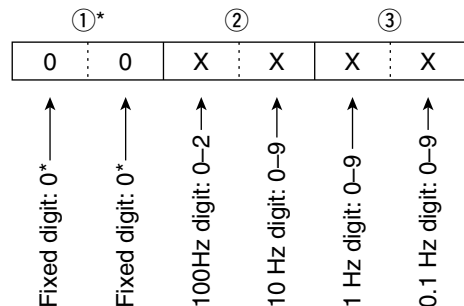 ①* ② ③
0 0 X X X X
Fixed digit: 0*
Fixed digit: 0*
100Hz digit: 0–2
10 Hz digit: 0–9
1 Hz digit: 0–9
0.1 Hz digit: 0–9